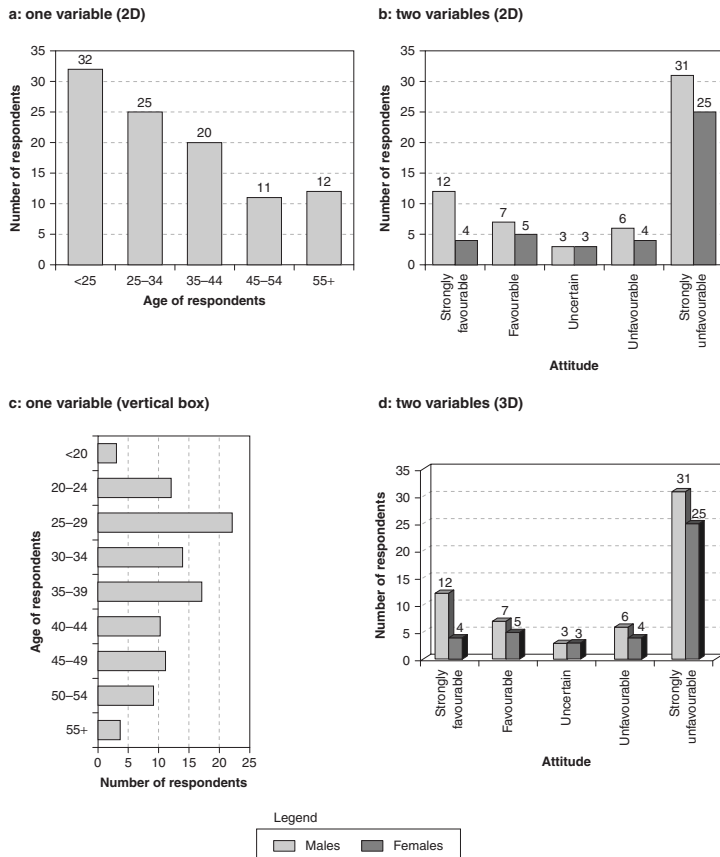 a: one variable (2D)
Number of respondents
35
30
25
20
15
10
5
0
32
25
20
11
12
<25
25–34
35–44
45–54
55+
Age of respondents
b: two variables (2D)
Number of respondents
35
30
25
20
15
10
5
0
12
4
7
5
3
3
6
4
31
25
Strongly
favourable
Favourable
Uncertain
Unfavourable
Strongly
unfavourable
Attitude
c: one variable (vertical box)
Age of respondents
<20
20–24
25–29
30–34
35–39
40–44
45–49
50–54
55+
0
5
10
15
20
25
Number of respondents
d: two variables (3D)
Number of respondents
35
30
25
20
15
10
5
0
12
4
7
5
3
3
6
4
31
25
Strongly
favourable
Favourable
Uncertain
Unfavourable
Strongly
unfavourable
Attitude
Legend
Males
Females